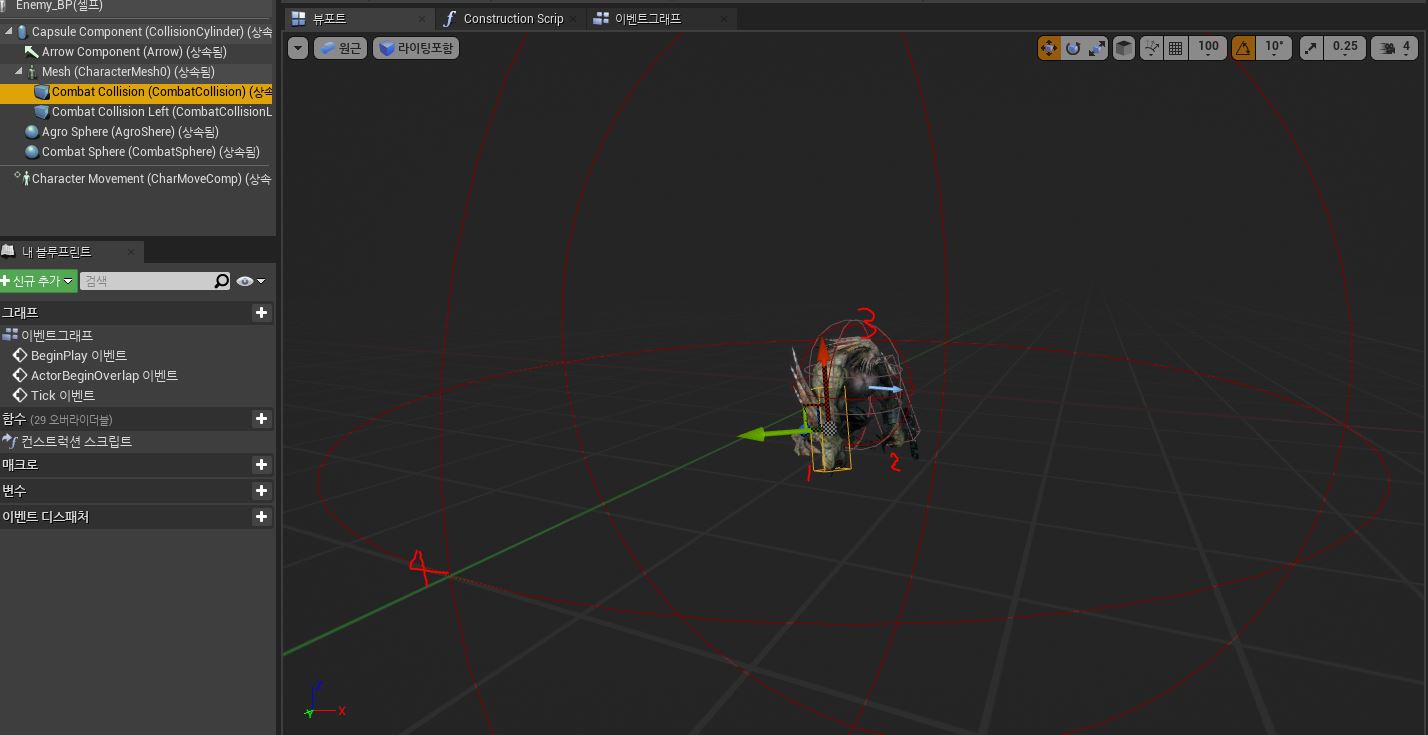 Enemy_BP(셀프)
뷰포트
Construction Scrip
이벤트그래프
Capsule Component (CollisionCylinder) (상속
Arrow Component (Arrow) (상속됨)
Mesh (CharacterMesh0) (상속됨)
Combat Collision (CombatCollision) (상속
Combat Collision Left (CombatCollisionL
Agro Sphere (AgroShere) (상속됨)
Combat Sphere (CombatSphere) (상속됨)
Character Movement (CharMoveComp) (상속
원근
라이팅포함
100
10°
0.25
4
내 블루프린트
신규 추가
검색
그래프
이벤트그래프
BeginPlay 이벤트
ActorBeginOverlap 이벤트
Tick 이벤트
함수 (29 오버라이더블)
컨스트럭션 스크립트
매크로
변수
이벤트 디스패처
3
1
2
4
Z
X
Y